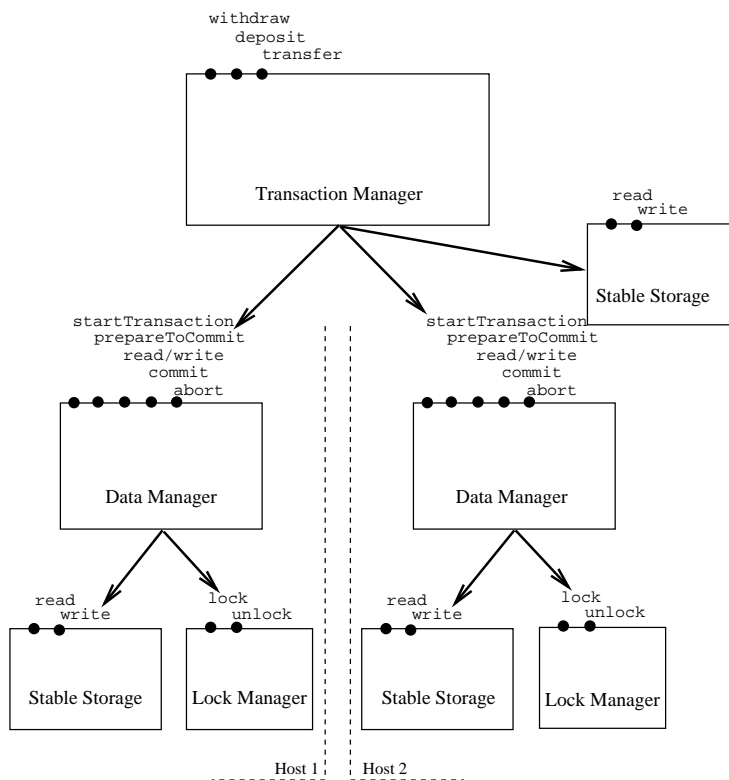 withdraw
deposit
transfer
Transaction Manager
read
write
Stable Storage
startTransaction
prepareToCommit
read/write
commit
abort
Data Manager
startTransaction
prepareToCommit
read/write
commit
abort
Data Manager
read
write
Stable Storage
lock
unlock
Lock Manager
read
write
Stable Storage
lock
unlock
Lock Manager
Host 1
Host 2